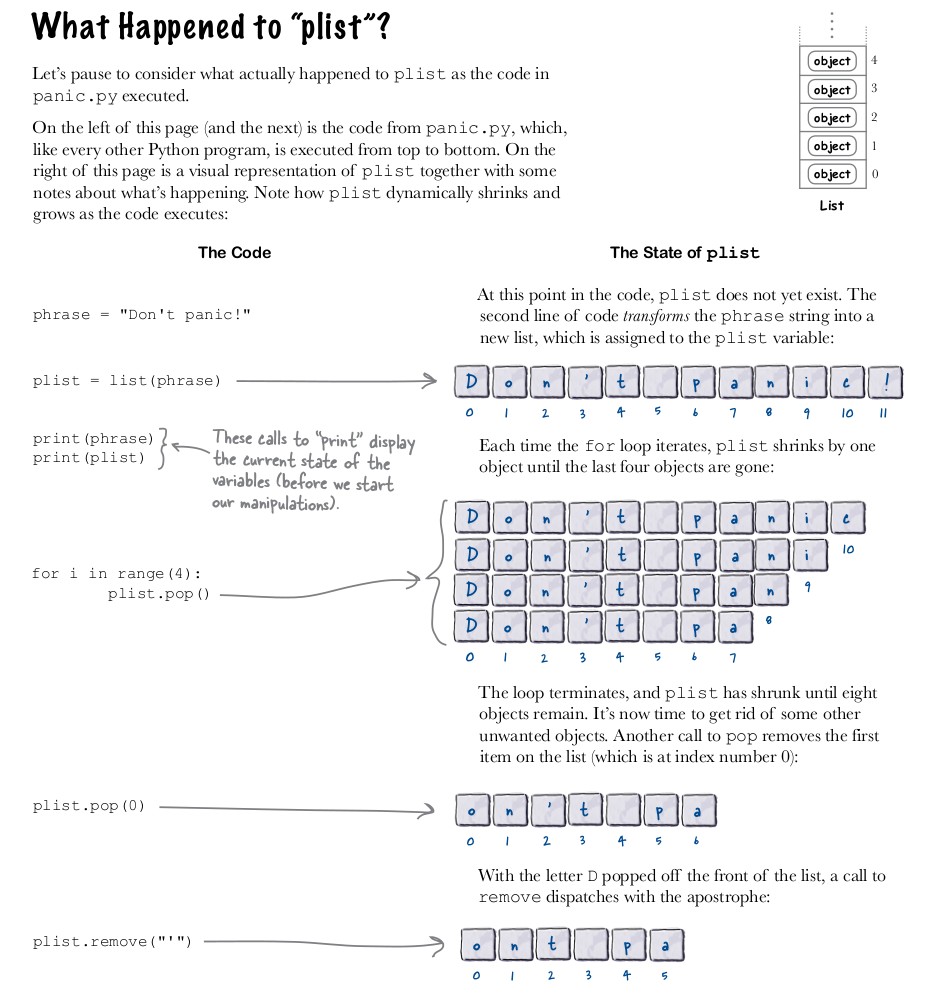 What Happened to “plist”?
Let’s pause to consider what actually happened to plist as the code in
panic.py executed.
On the left of this page (and the next) is the code from panic.py, which,
like every other Python program, is executed from top to bottom. On the
right of this page is a visual representation of plist together with some
notes about what’s happening. Note how plist dynamically shrinks and
grows as the code executes:
object 4
object 3
object 2
object 1
object 0
List
The Code
The State of plist
phrase = "Don't panic!"
At this point in the code, plist does not yet exist. The
second line of code transforms the phrase string into a
new list, which is assigned to the plist variable:
plist = list(phrase)
D o n ' t p a n i c !
0 1 2 3 4 5 6 7 8 9 10 11
print(phrase)
print(plist)
These calls to “print” display
the current state of the
variables (before we start
our manipulations).
Each time the for loop iterates, plist shrinks by one
object until the last four objects are gone:
for i in range(4):
plist.pop()
D o n ' t p a n i c
10
D o n ' t p a n i
9
D o n ' t p a n
8
D o n ' t p a
0 1 2 3 4 5 6 7
The loop terminates, and plist has shrunk until eight
objects remain. It’s now time to get rid of some other
unwanted objects. Another call to pop removes the first
item on the list (which is at index number 0):
plist.pop(0)
o n ' t p a
0 1 2 3 4 5 6
With the letter D popped off the front of the list, a call to
remove dispatches with the apostrophe:
plist.remove("'")
o n t p a
0 1 2 3 4 5